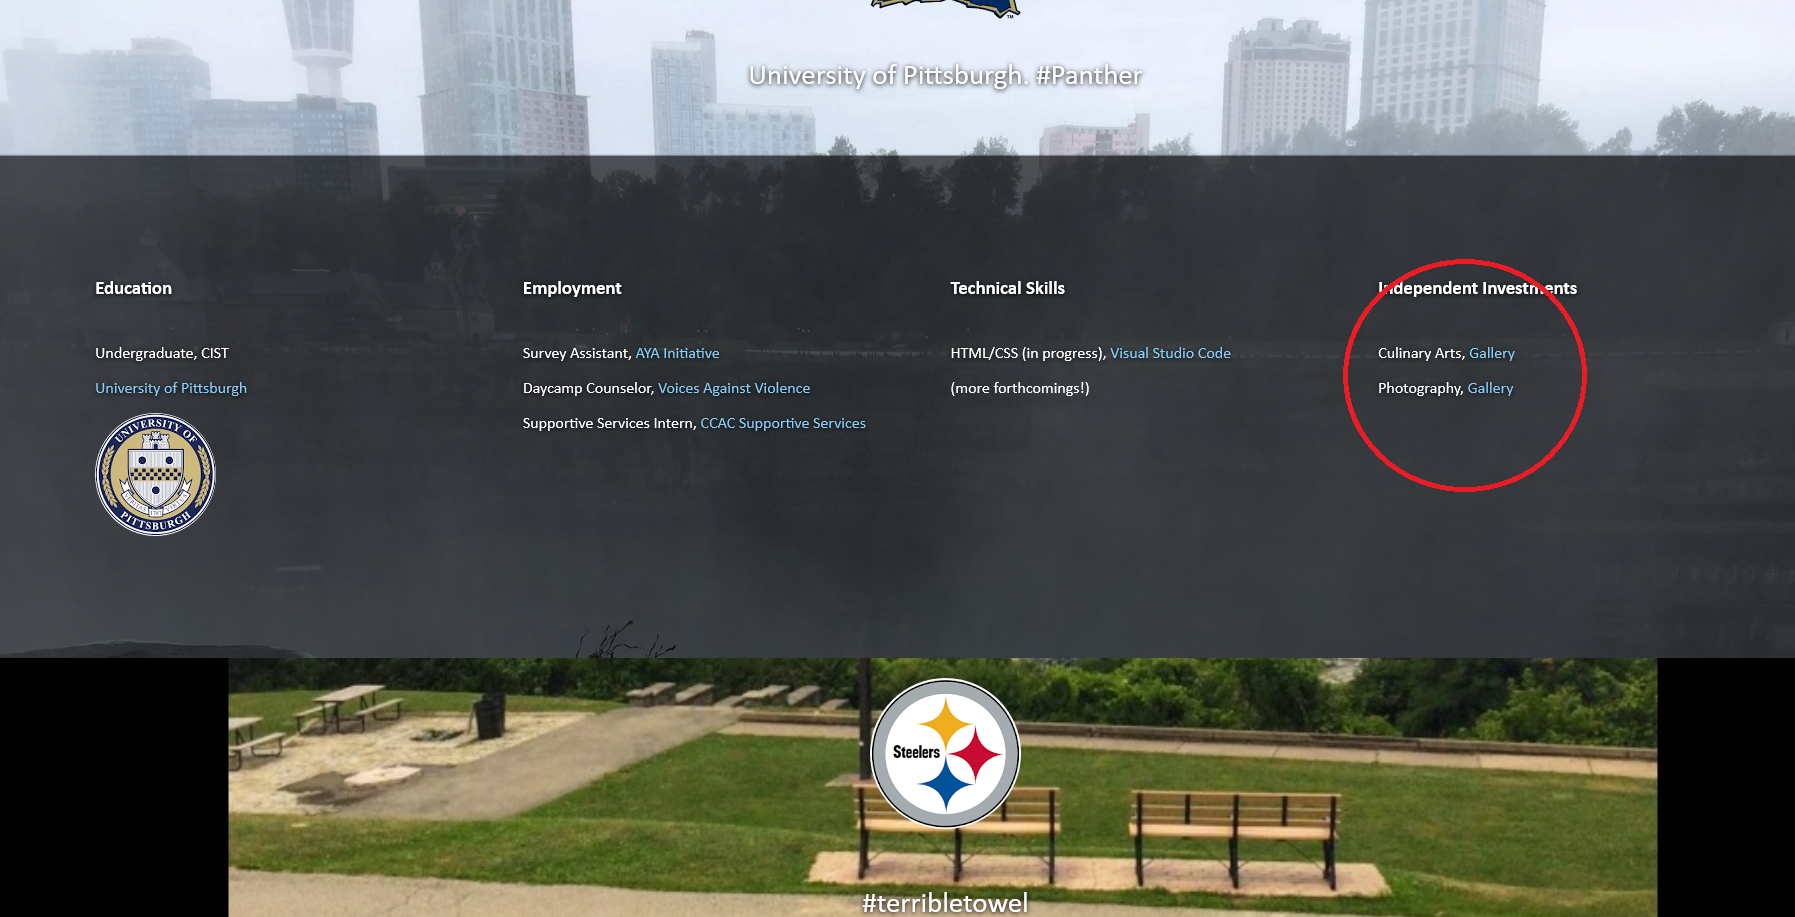 ™
University of Pittsburgh. #Panther
Education
Undergraduate, CIST
University of Pittsburgh
UNIVERSITY OF
PITTSBURGH
Employment
Survey Assistant, AYA Initiative
Daycamp Counselor, Voices Against Violence
Supportive Services Intern, CCAC Supportive Services
Technical Skills
HTML/CSS (in progress), Visual Studio Code
(more forthcomings!)
Independent Investments
Culinary Arts, Gallery
Photography, Gallery
Steelers
#terribletowel